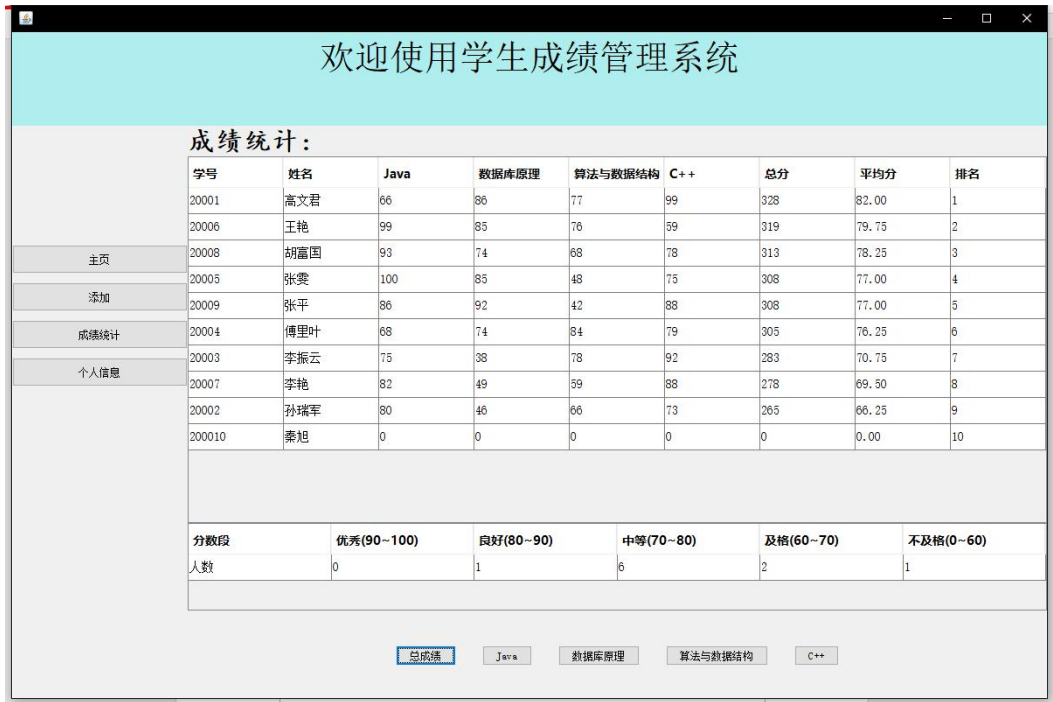 欢迎使用学生成绩管理系统
成绩统计：
学号 姓名 Java 数据库原理 算法与数据结构 C++ 总分 平均分 排名
20001 高文君 66 86 77 99 328 82.00 1
20006 王艳 99 85 76 59 319 79.75 2
20008 胡富国 93 74 68 78 313 78.25 3
20005 张雯 100 85 48 75 308 77.00 4
20009 张平 86 92 42 88 308 77.00 5
20004 傅里叶 68 74 84 79 305 76.25 6
20003 李振云 75 38 78 92 283 70.75 7
20007 李艳 82 49 59 88 278 69.50 8
20002 孙瑞军 80 46 66 73 265 66.25 9
200010 秦旭 0 0 0 0 0 0.00 10
主页
添加
成绩统计
个人信息
分数段 优秀(90~100) 良好(80~90) 中等(70~80) 及格(60~70) 不及格(0~60)
人数 0 1 6 2 1
总成绩 Java 数据库原理 算法与数据结构 C++